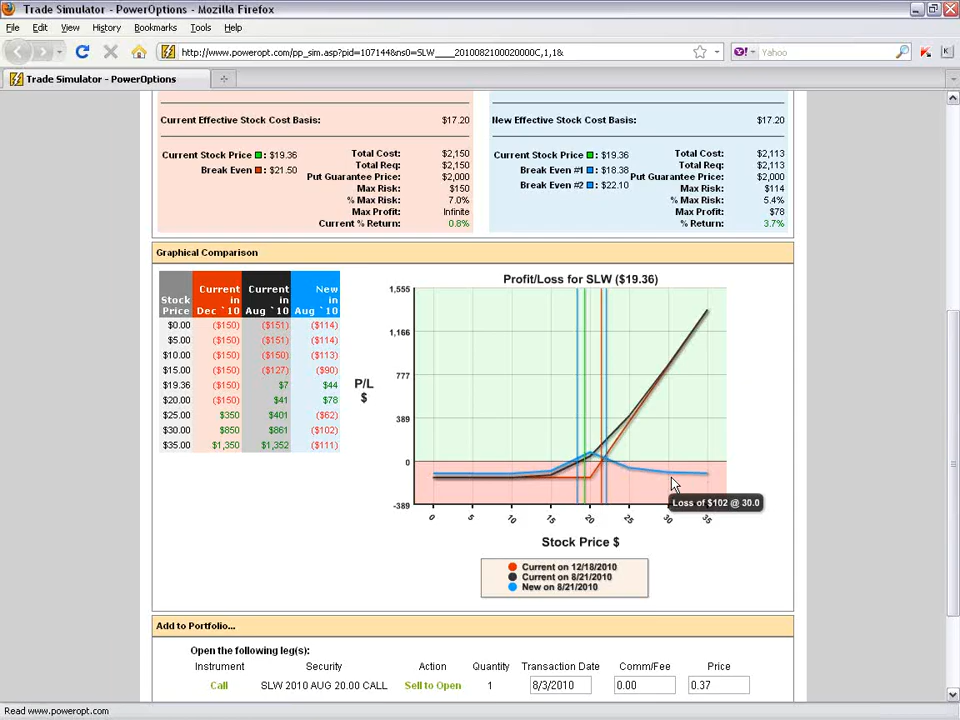 Trade Simulator - PowerOptions - Mozilla Firefox
File Edit View History Bookmarks Tools Help
http://www.poweropt.com/pp_sim.asp?pid=107144&ns0=SLW____2010082100020000C,1,1& Y! Yahoo K
Trade Simulator - PowerOptions
Current Effective Stock Cost Basis: $17.20 New Effective Stock Cost Basis: $17.20
Current Stock Price : $19.36 Total Cost: $2,150 Current Stock Price : $19.36 Total Cost: $2,113
Break Even : $21.50 Total Req: $2,150 Break Even #1 : $18.38 Total Req: $2,113
Put Guarantee Price: $2,000 Break Even #2 : $22.10 Put Guarantee Price: $2,000
Max Risk: $150 Max Risk: $114
% Max Risk: 7.0% % Max Risk: 5.4%
Max Profit: Infinite Max Profit: $78
Current % Return: 0.8% % Return: 3.7%
Graphical Comparison
Stock Price Current in Dec `10 Current in Aug `10 New in Aug `10
$0.00 ($150) ($151) ($114)
$5.00 ($150) ($151) ($114)
$10.00 ($150) ($150) ($113)
$15.00 ($150) ($127) ($90)
$19.36 ($150) $7 $44
$20.00 ($150) $41 $78
$25.00 $350 $401 ($62)
$30.00 $850 $861 ($102)
$35.00 $1,350 $1,352 ($111)
Profit/Loss for SLW ($19.36)
1,555
1,166
777
P/L
$
389
0
-389
Loss of $102 @ 30.0
0 5 10 15 20 25 30 35
Stock Price $
Current on 12/18/2010
Current on 8/21/2010
New on 8/21/2010
Add to Portfolio...
Open the following leg(s):
Instrument Security Action Quantity Transaction Date Comm/Fee Price
Call SLW 2010 AUG 20.00 CALL Sell to Open 1 8/3/2010 0.00 0.37
Read www.poweropt.com